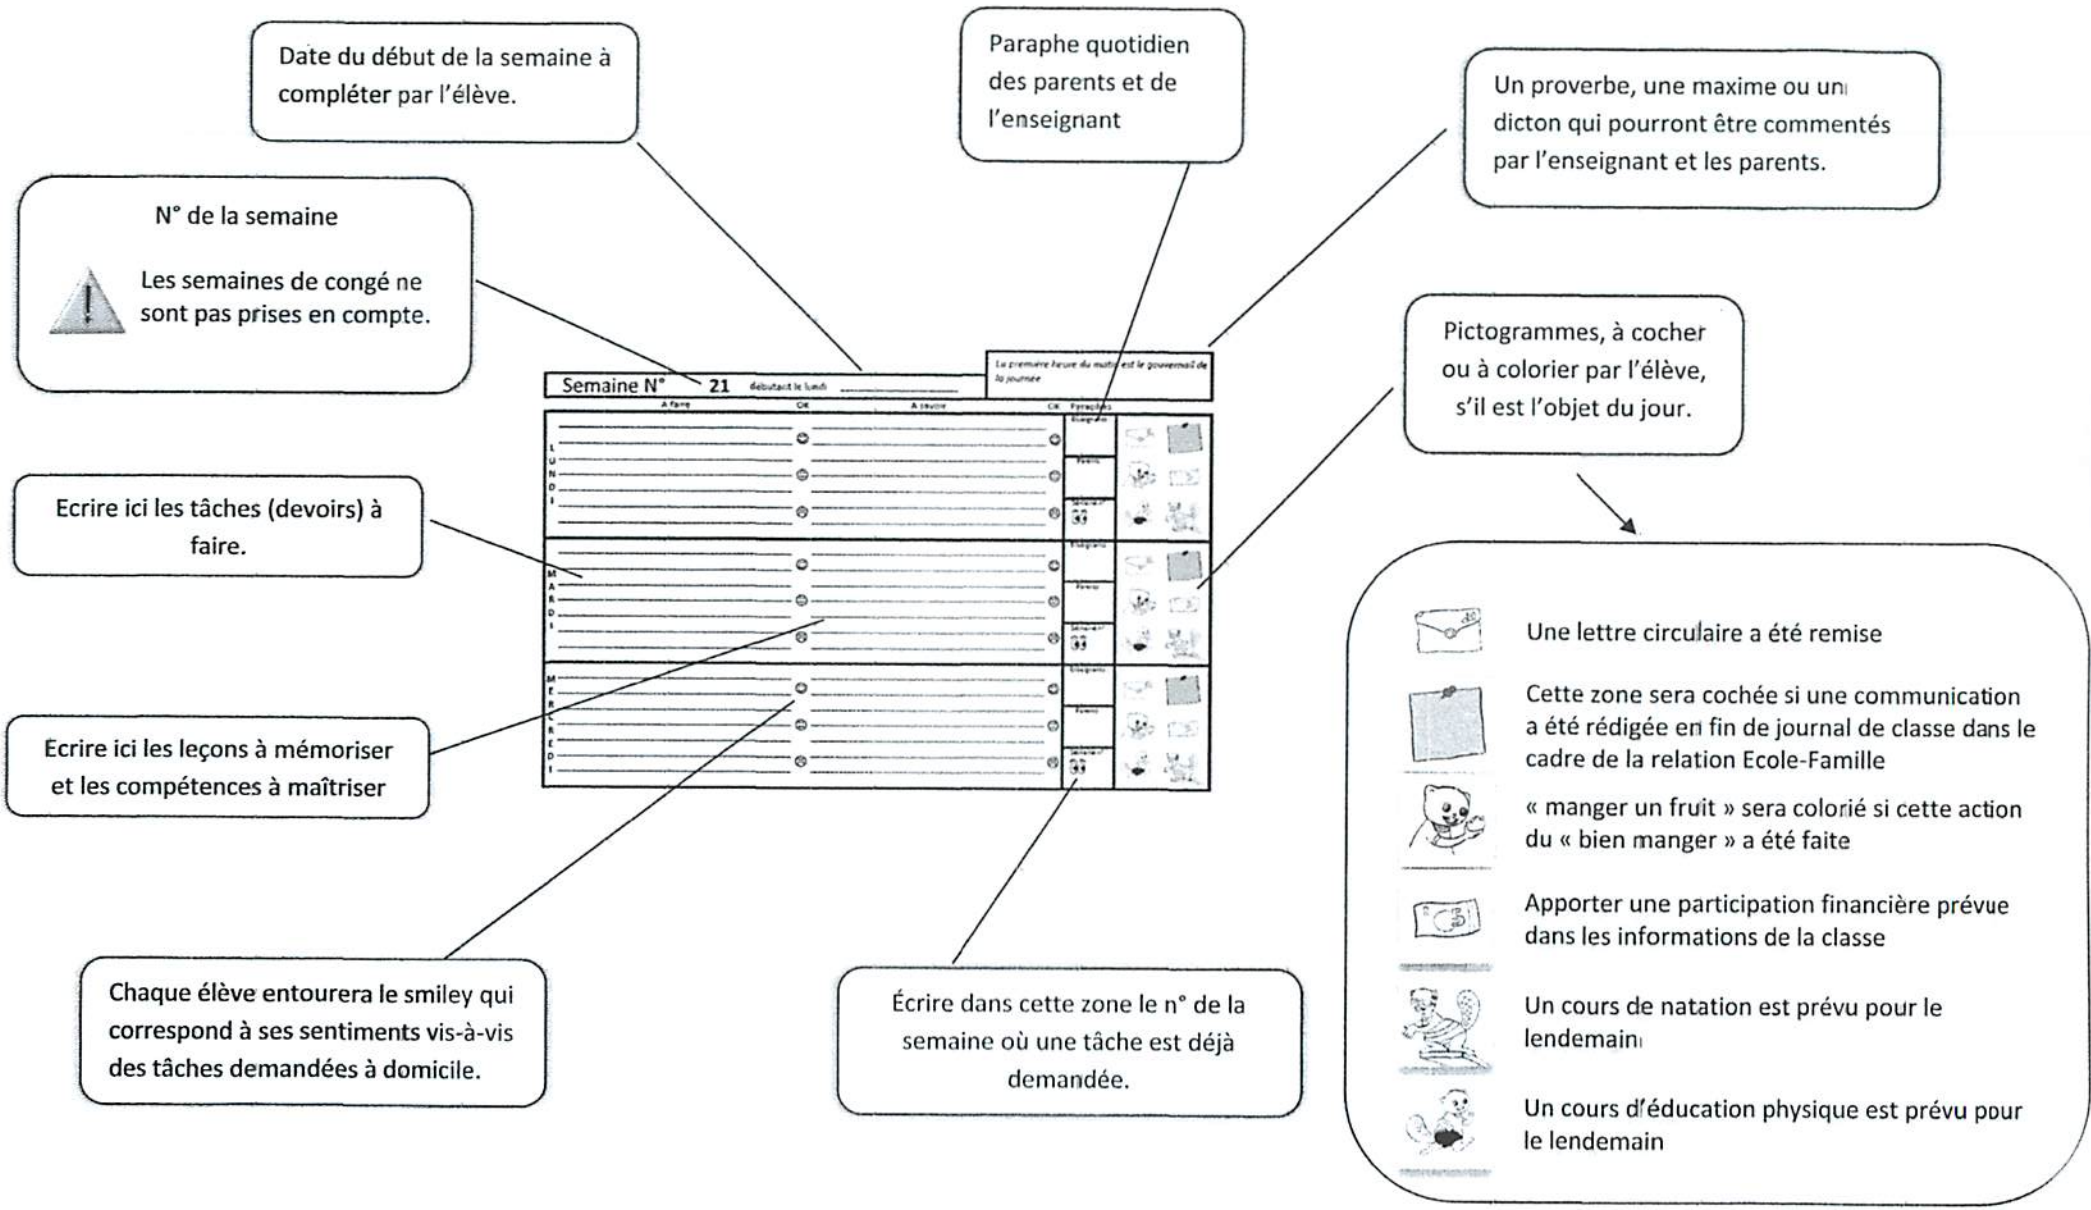 Date du début de la semaine à
compléter par l'élève.
Paraphe quotidien
des parents et de
l'enseignant
Un proverbe, une maxime ou un
dicton qui pourront être commentés
par l'enseignant et les parents.
N° de la semaine
Les semaines de congé ne
sont pas prises en compte.
Pictogrammes, à cocher
ou à colorier par l'élève,
s'il est l'objet du jour.
La première heure du matin est le gouvernail de
la journée
Semaine N° 21 débutant le lundi
A faire OK A savoir OK Paraphes
LUNDI
MARDI
MERCREDI
Ecrire ici les tâches (devoirs) à
faire.
Ecrire ici les leçons à mémoriser
et les compétences à maîtriser
Chaque élève entourera le smiley qui
correspond à ses sentiments vis-à-vis
des tâches demandées à domicile.
Écrire dans cette zone le n° de la
semaine où une tâche est déjà
demandée.
Une lettre circulaire a été remise
Cette zone sera cochée si une communication
a été rédigée en fin de journal de classe dans le
cadre de la relation Ecole-Famille
« manger un fruit » sera colorié si cette action
du « bien manger » a été faite
Apporter une participation financière prévue
dans les informations de la classe
Un cours de natation est prévu pour le
lendemain
Un cours d'éducation physique est prévu pour
le lendemain